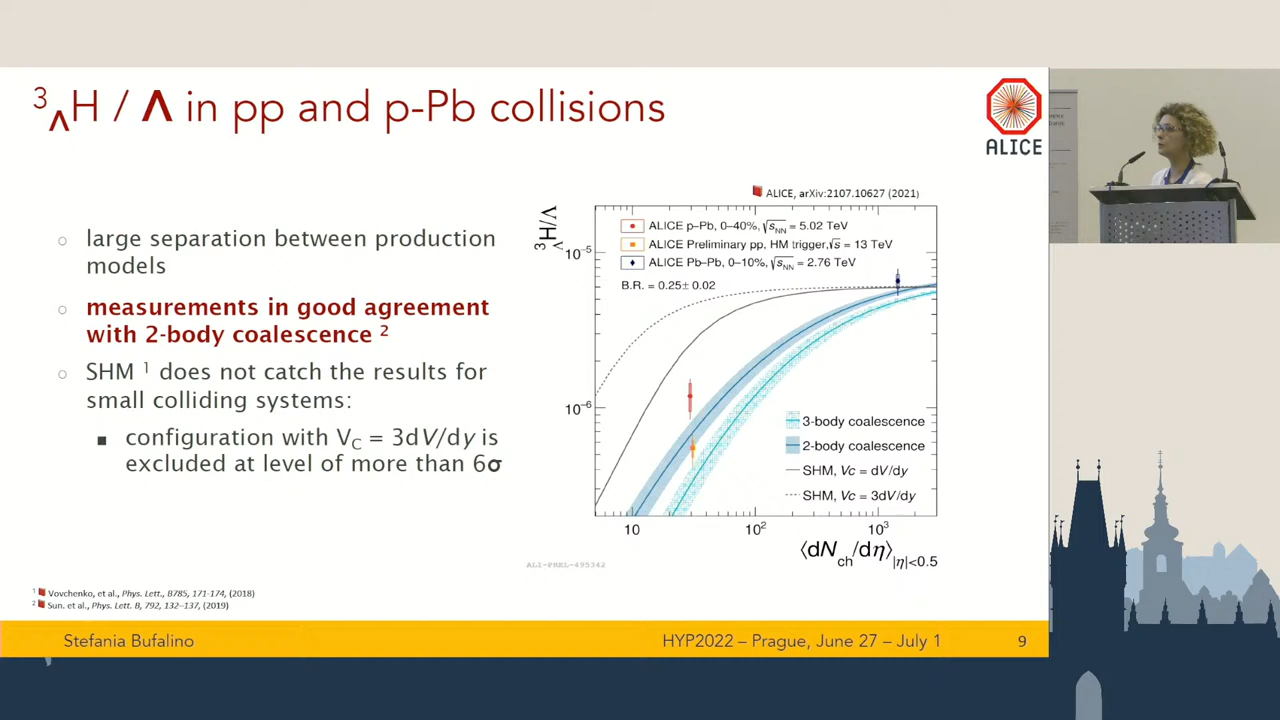 ³ΛH / Λ in pp and p-Pb collisions
ALICE
large separation between production
models
measurements in good agreement
with 2-body coalescence ²
SHM ¹ does not catch the results for
small colliding systems:
configuration with VC = 3dV/dy is
excluded at level of more than 6σ
ALICE, arXiv:2107.10627 (2021)
³ΛH/Λ
ALICE p–Pb, 0–40%, √sNN = 5.02 TeV
ALICE Preliminary pp, HM trigger, √s = 13 TeV
ALICE Pb–Pb, 0–10%, √sNN = 2.76 TeV
B.R. = 0.25± 0.02
10⁻⁵
10⁻⁶
3-body coalescence
2-body coalescence
SHM, Vc = dV/dy
SHM, Vc = 3dV/dy
10 10² 10³
⟨dNch/dη⟩|η|<0.5
ALI-PREL-495342
¹ Vovchenko, et al., Phys. Lett., B785, 171-174, (2018)
² Sun. et al., Phys. Lett. B, 792, 132–137, (2019)
Stefania Bufalino HYP2022 – Prague, June 27 – July 1 9